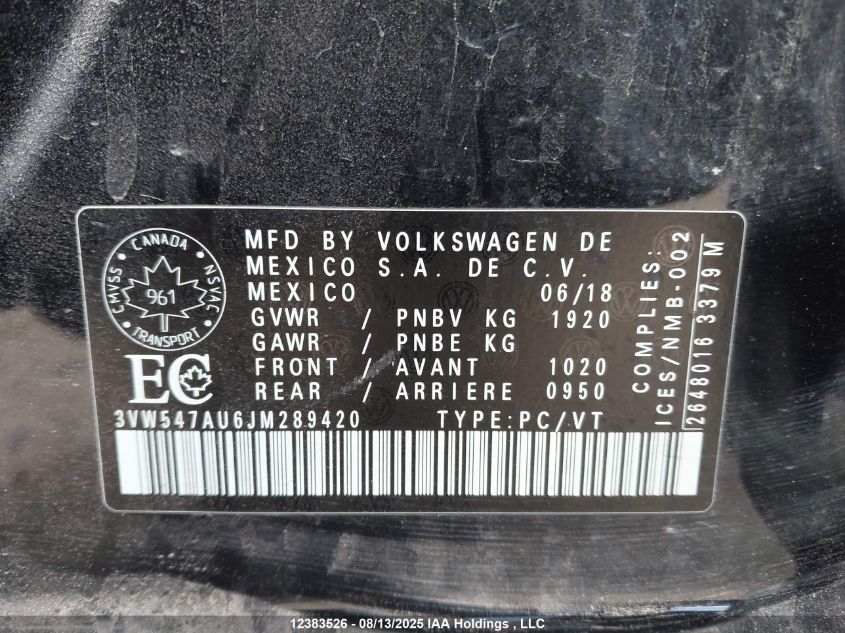 CANADA
CMVSS
NSVAC
961
TRANSPORT
EC
MFD BY VOLKSWAGEN DE
MEXICO S.A. DE C.V.
MEXICO 06/18
GVWR / PNBV KG 1920
GAWR / PNBE KG
FRONT / AVANT 1020
REAR / ARRIERE 0950
3VW547AU6JM289420 TYPE:PC/VT
COMPLIES:
ICES/NMB-002
2648016 3379 M
12383526 - 08/13/2025 IAA Holdings , LLC